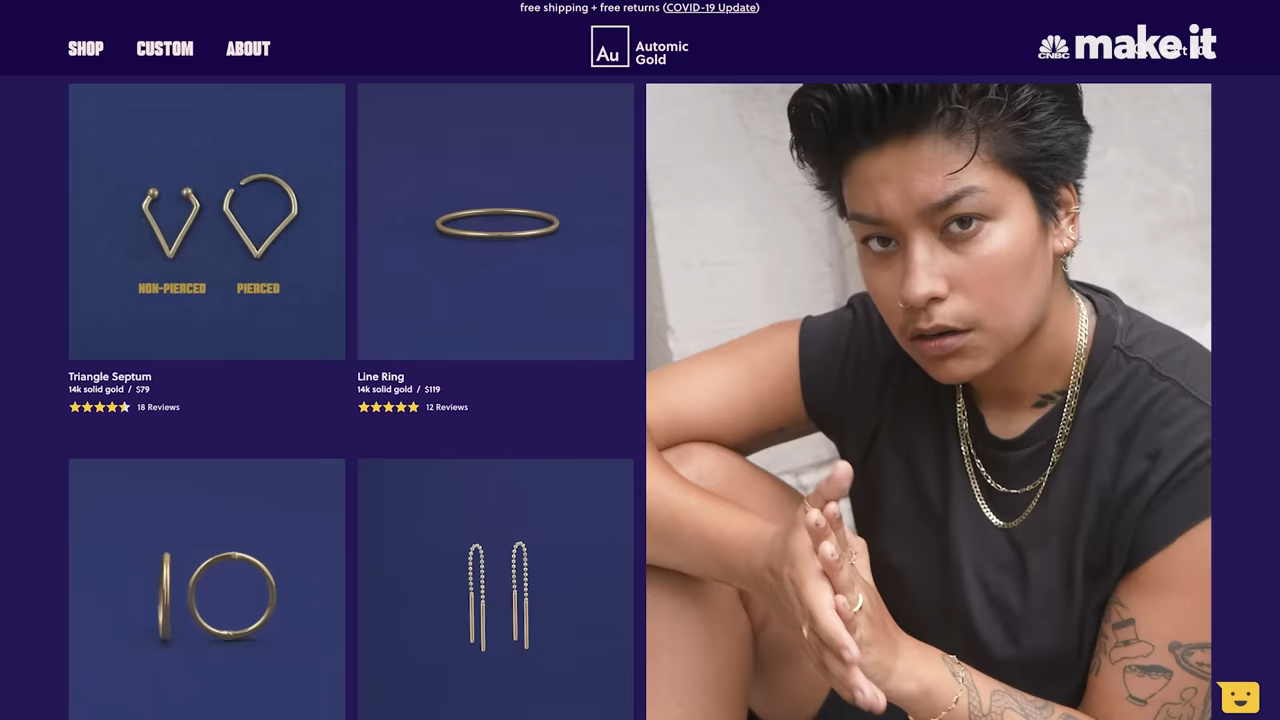 free shipping + free returns (COVID-19 Update)
SHOP CUSTOM ABOUT
Au Automic
Gold
CNBC make it
NON-PIERCED PIERCED
Triangle Septum
14k solid gold / $79
18 Reviews
Line Ring
14k solid gold / $119
12 Reviews